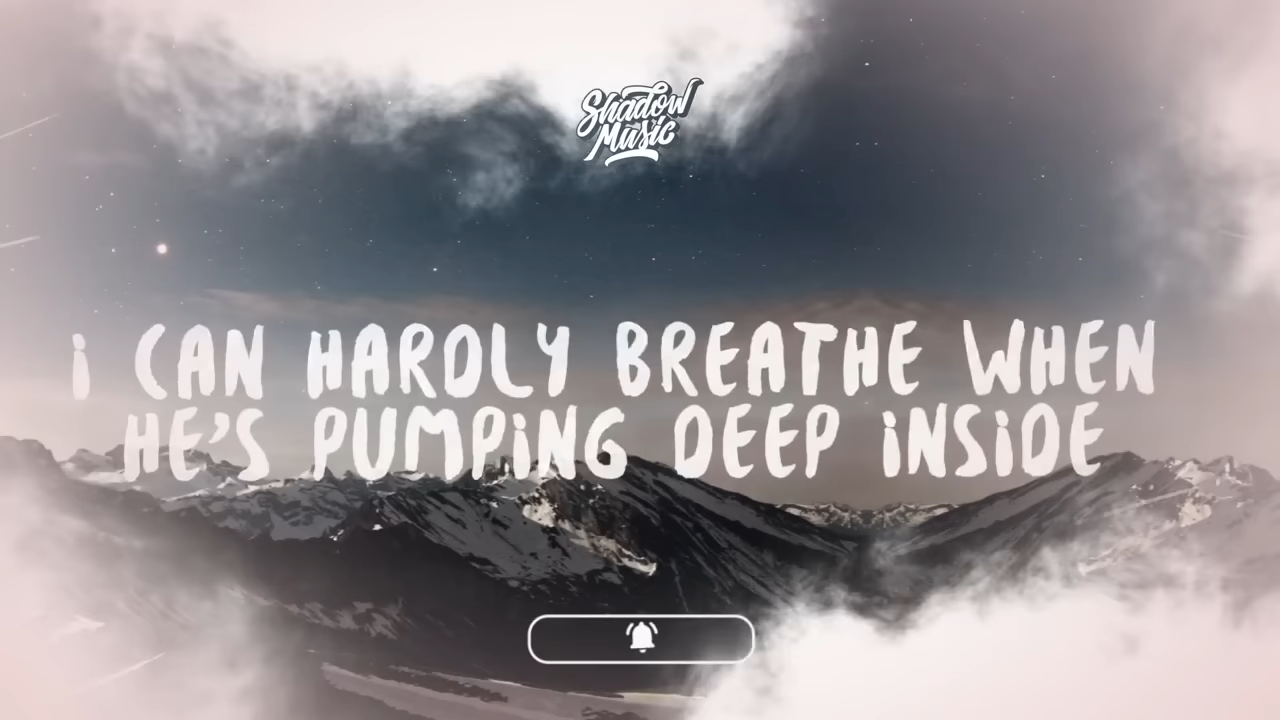 Shadow
Music
i CAN HARDLY BREATHE WHEN
HE'S PUMPiNG DEEP iNSiDE